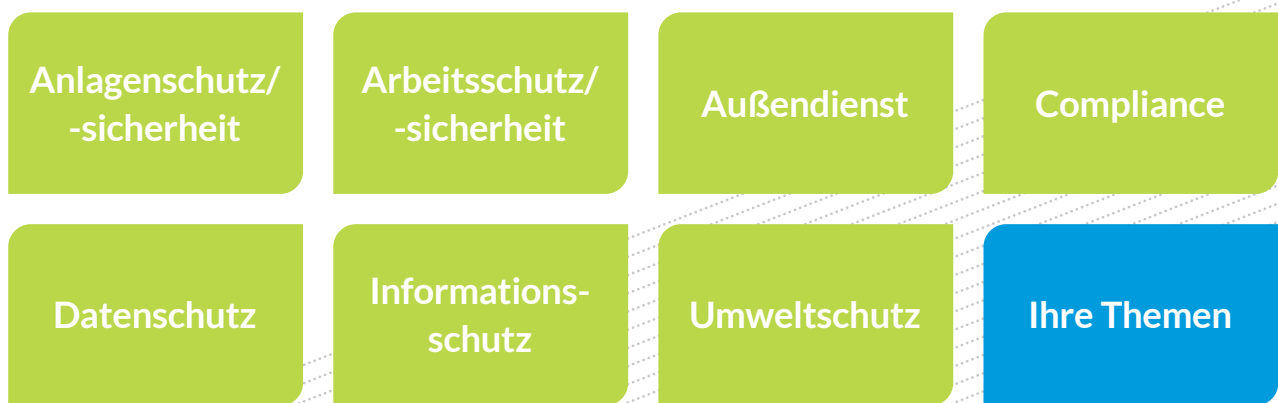 Anlagenschutz/
-sicherheit
Arbeitsschutz/
-sicherheit
Außendienst
Compliance
Datenschutz
Informations-
schutz
Umweltschutz
Ihre Themen